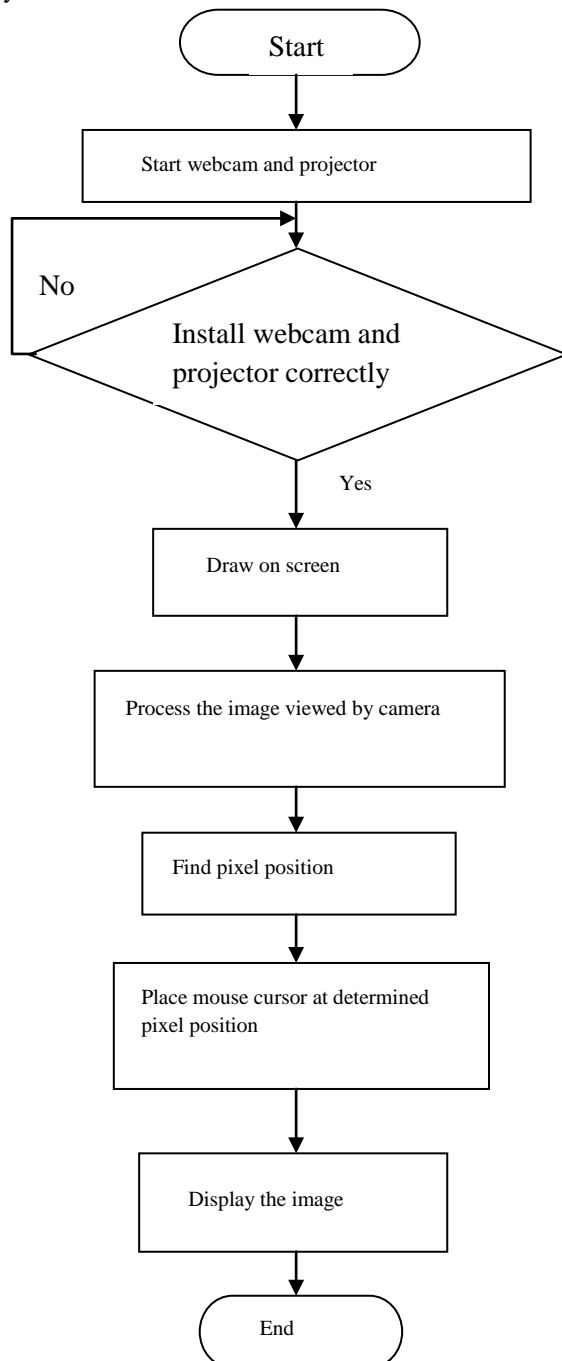 y
Start
Start webcam and projector
No
Install webcam and
projector correctly
Yes
Draw on screen
Process the image viewed by camera
Find pixel position
Place mouse cursor at determined
pixel position
Display the image
End